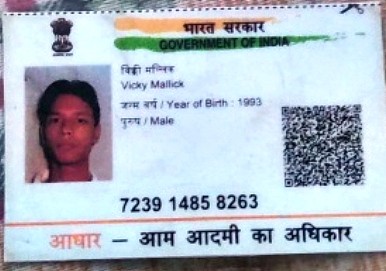 भारत सरकार
GOVERNMENT OF INDIA
विक्की मल्लिक
Vicky Mallick
जन्म वर्ष / Year of Birth : 1993
पुरुष / Male
7239 1485 8263
आधार – आम आदमी का अधिकार